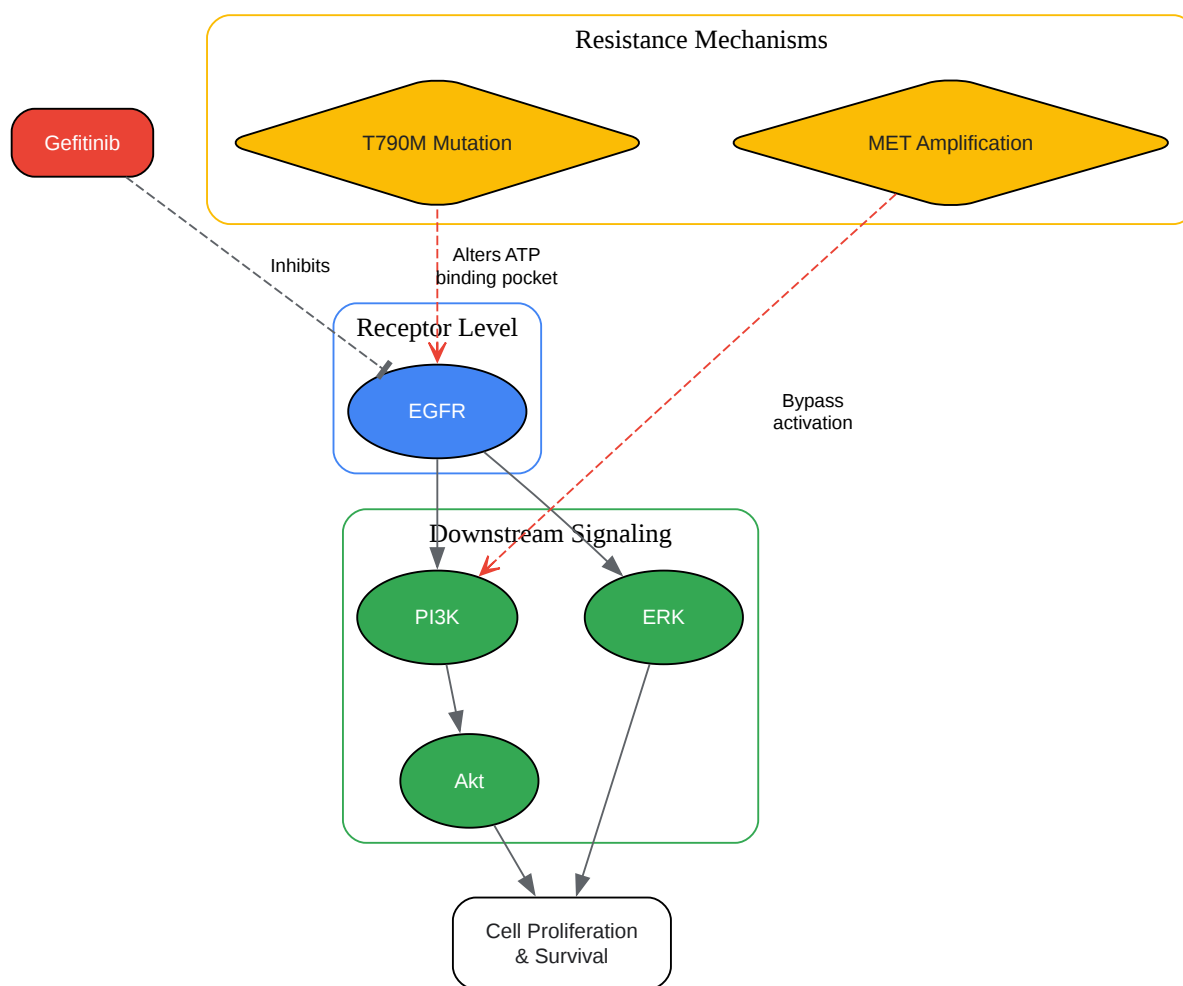 Resistance Mechanisms
Gefitinib
T790M Mutation
MET Amplification
Inhibits
Alters ATP
binding pocket
Receptor Level
EGFR
Bypass
activation
Downstream Signaling
PI3K
ERK
Akt
Cell Proliferation
& Survival